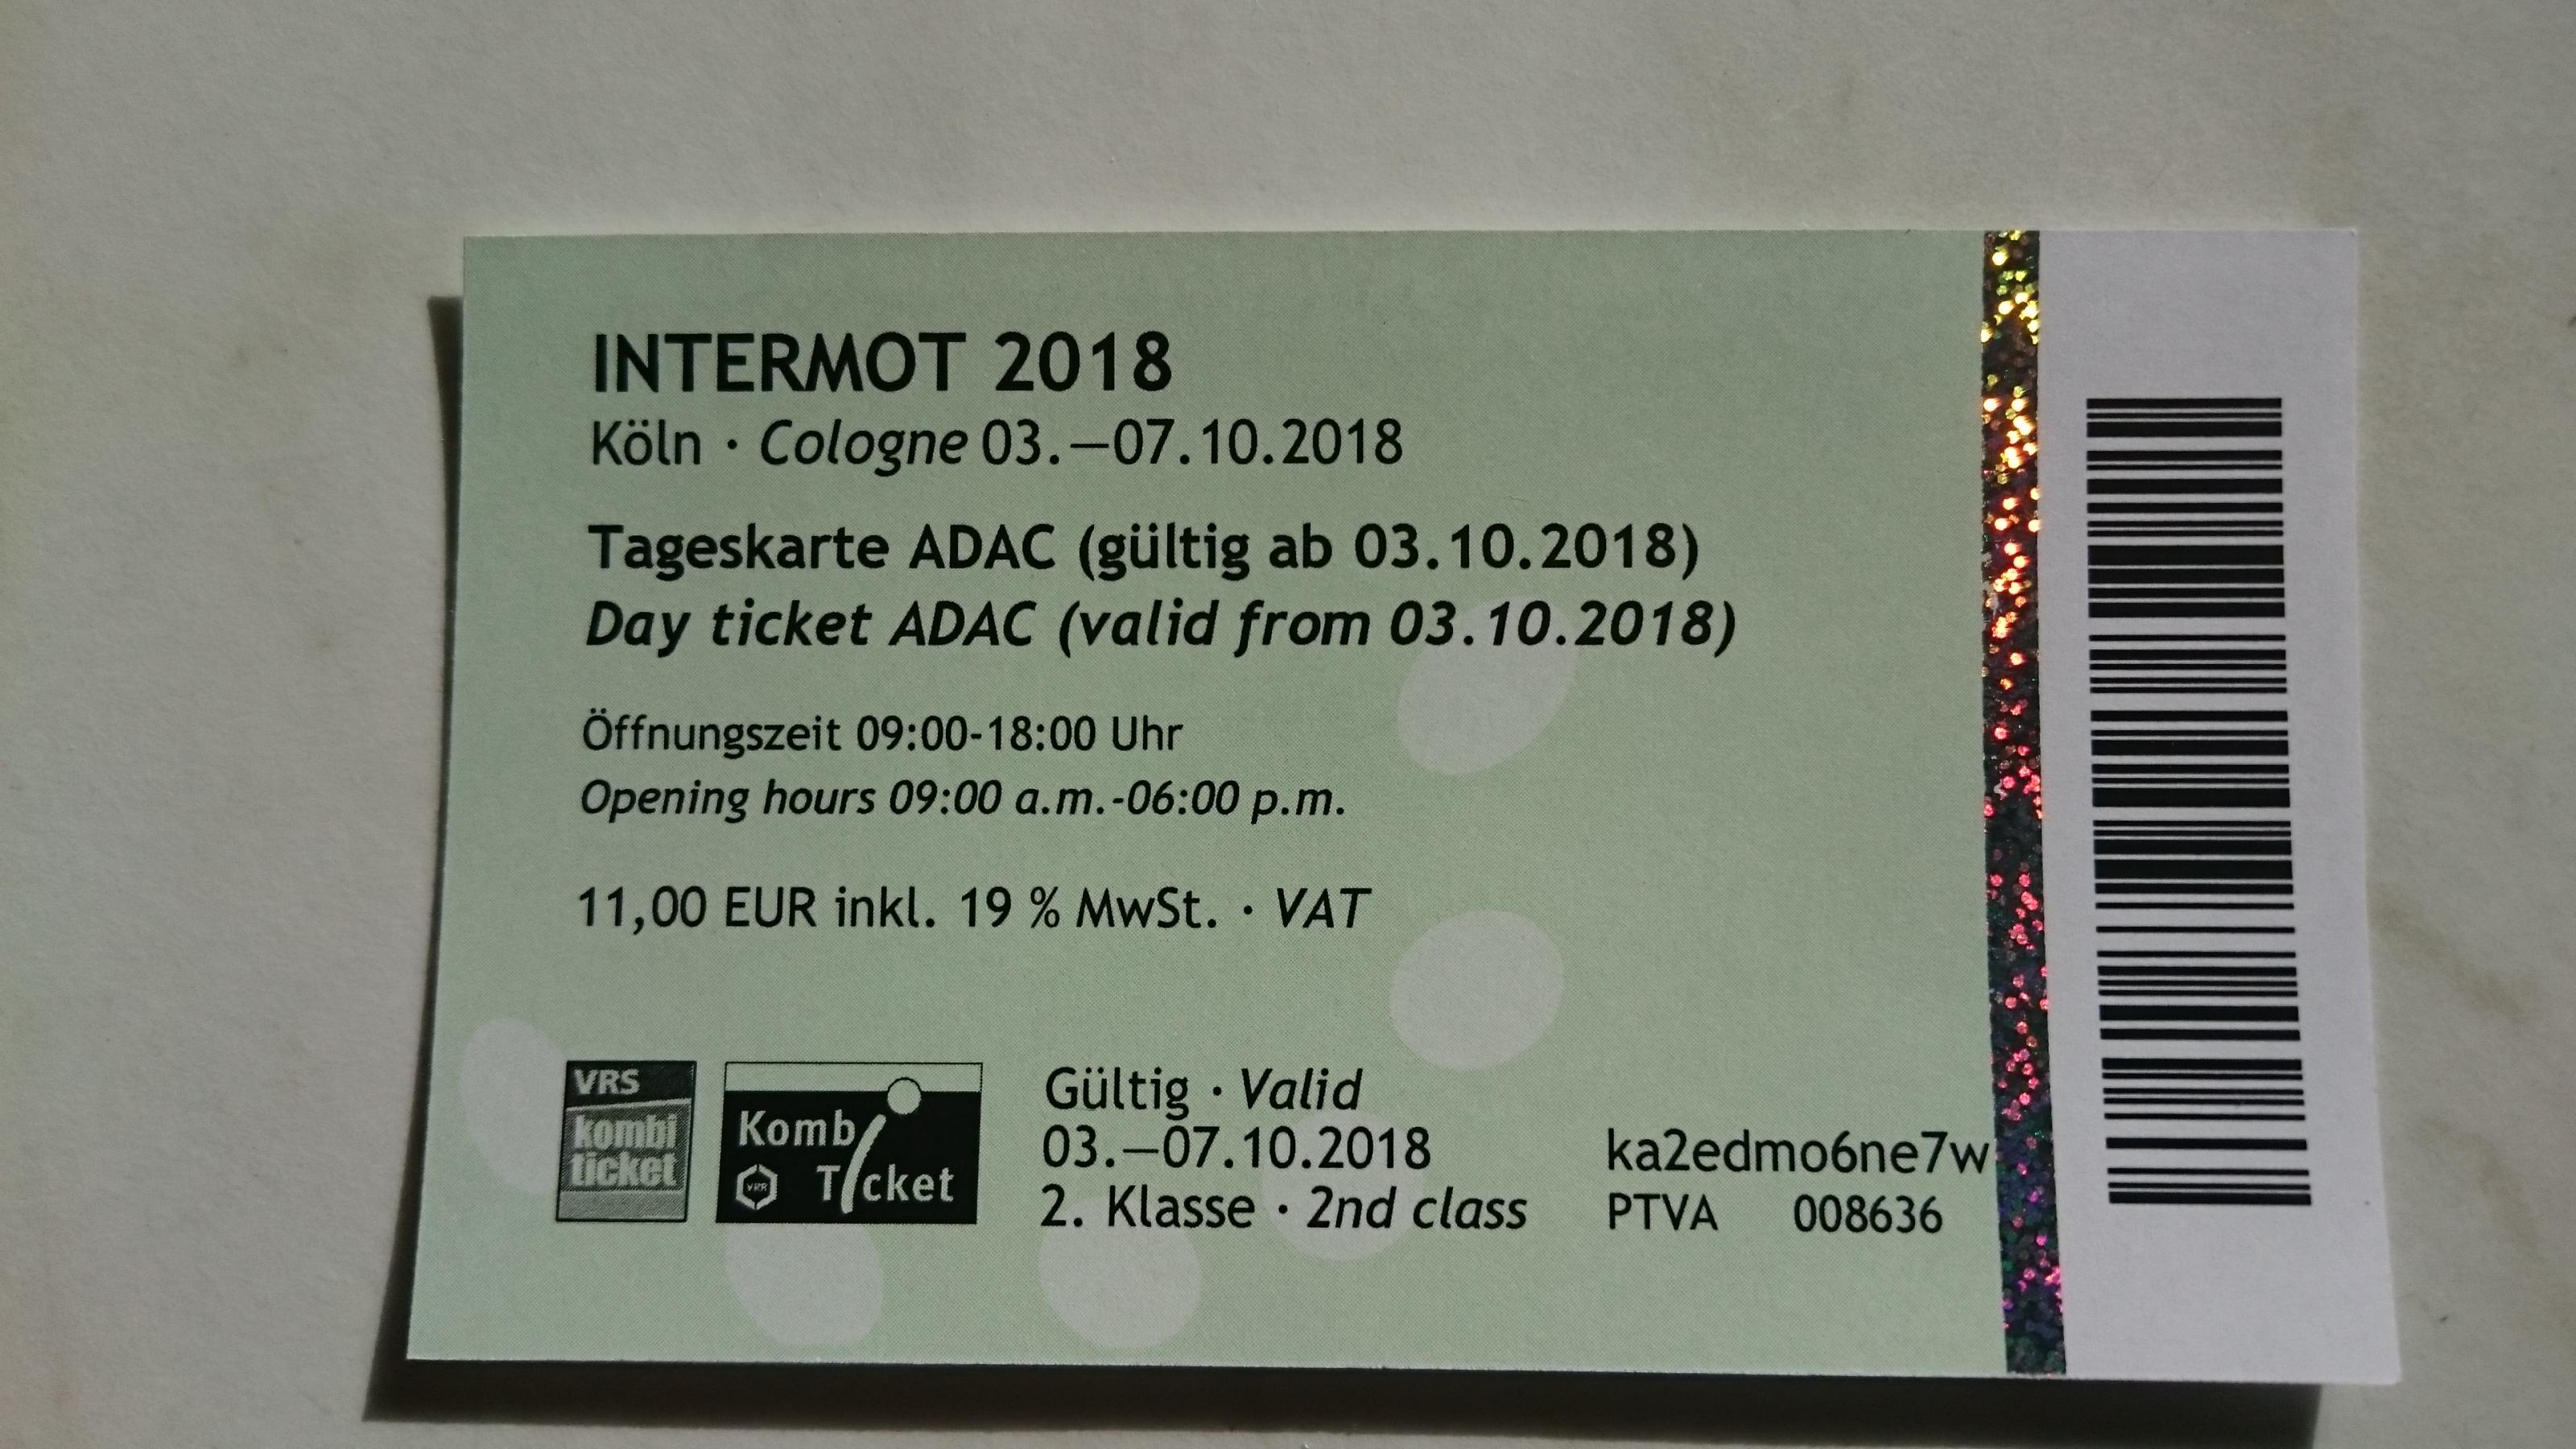 INTERMOT 2018
Köln · Cologne 03.—07.10.2018
Tageskarte ADAC (gültig ab 03.10.2018)
Day ticket ADAC (valid from 03.10.2018)
Öffnungszeit 09:00-18:00 Uhr
Opening hours 09:00 a.m.-06:00 p.m.
11,00 EUR inkl. 19 % MwSt. · VAT
VRS
kombi
ticket
Kombi
VRR Ticket
Gültig · Valid
03.—07.10.2018
2. Klasse · 2nd class
ka2edmo6ne7w
PTVA 008636